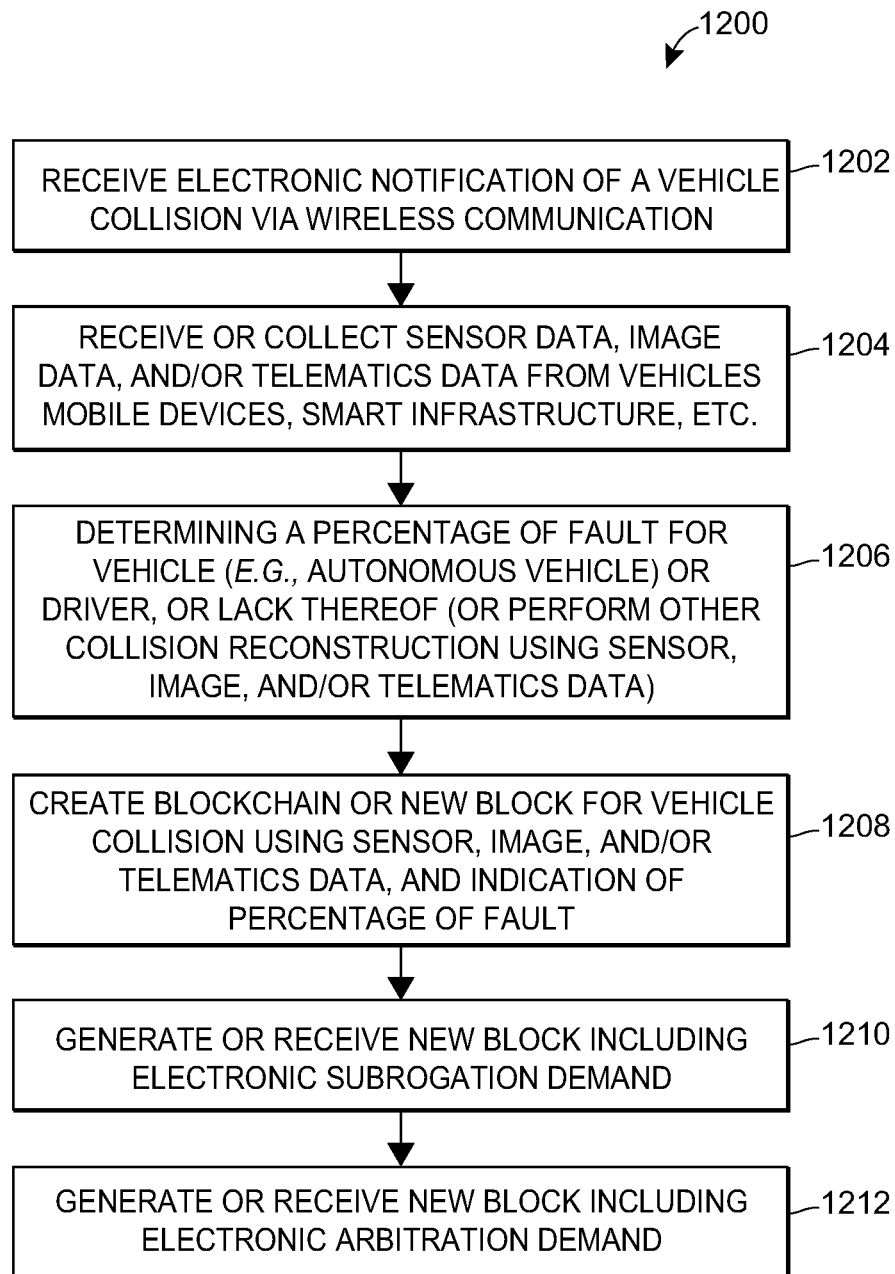 1200
RECEIVE ELECTRONIC NOTIFICATION OF A VEHICLE
COLLISION VIA WIRELESS COMMUNICATION
1202
RECEIVE OR COLLECT SENSOR DATA, IMAGE
DATA, AND/OR TELEMATICS DATA FROM VEHICLES
MOBILE DEVICES, SMART INFRASTRUCTURE, ETC.
1204
DETERMINING A PERCENTAGE OF FAULT FOR
VEHICLE (E.G., AUTONOMOUS VEHICLE) OR
DRIVER, OR LACK THEREOF (OR PERFORM OTHER
COLLISION RECONSTRUCTION USING SENSOR,
IMAGE, AND/OR TELEMATICS DATA)
1206
CREATE BLOCKCHAIN OR NEW BLOCK FOR VEHICLE
COLLISION USING SENSOR, IMAGE, AND/OR
TELEMATICS DATA, AND INDICATION OF
PERCENTAGE OF FAULT
1208
GENERATE OR RECEIVE NEW BLOCK INCLUDING
ELECTRONIC SUBROGATION DEMAND
1210
GENERATE OR RECEIVE NEW BLOCK INCLUDING
ELECTRONIC ARBITRATION DEMAND
1212